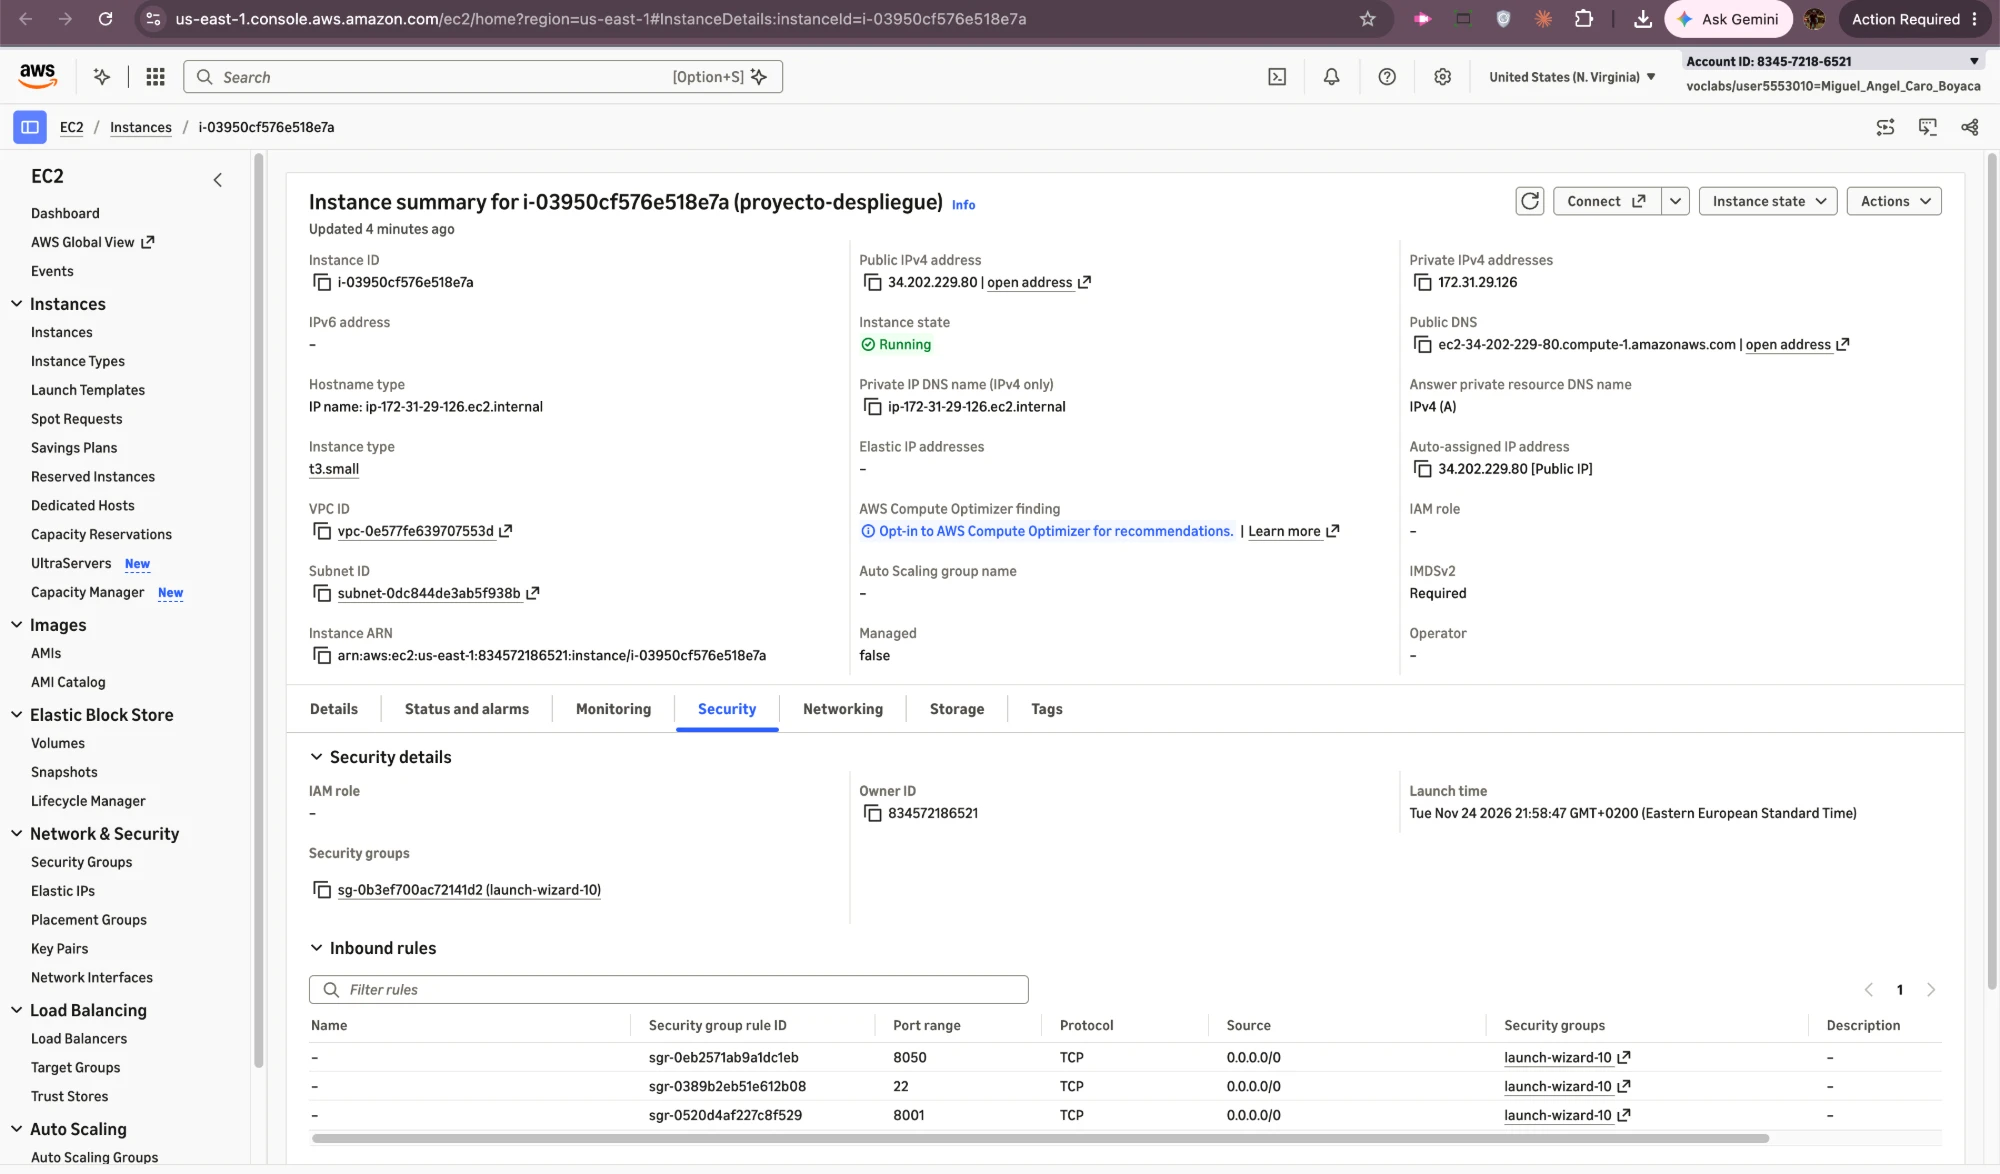 us-east-1.console.aws.amazon.com/ec2/home?region=us-east-1#InstanceDetails:instanceId=i-03950cf576e518e7a
Ask Gemini
Action Required
aws
Search
[Option+S]
United States (N. Virginia)
Account ID: 8345-7218-6521
voclabs/user5553010=Miguel_Angel_Caro_Boyaca
EC2 / Instances / i-03950cf576e518e7a
EC2
Dashboard
AWS Global View
Events
Instances
Instances
Instance Types
Launch Templates
Spot Requests
Savings Plans
Reserved Instances
Dedicated Hosts
Capacity Reservations
UltraServers New
Capacity Manager New
Images
AMIs
AMI Catalog
Elastic Block Store
Volumes
Snapshots
Lifecycle Manager
Network & Security
Security Groups
Elastic IPs
Placement Groups
Key Pairs
Network Interfaces
Load Balancing
Load Balancers
Target Groups
Trust Stores
Auto Scaling
Auto Scaling Groups
Instance summary for i-03950cf576e518e7a (proyecto-despliegue) Info
Updated 4 minutes ago
Connect
Instance state
Actions
Instance ID
i-03950cf576e518e7a
IPv6 address
–
Hostname type
IP name: ip-172-31-29-126.ec2.internal
Instance type
t3.small
VPC ID
vpc-0e577fe639707553d
Subnet ID
subnet-0dc844de3ab5f938b
Instance ARN
arn:aws:ec2:us-east-1:834572186521:instance/i-03950cf576e518e7a
Public IPv4 address
34.202.229.80 | open address
Instance state
Running
Private IP DNS name (IPv4 only)
ip-172-31-29-126.ec2.internal
Elastic IP addresses
–
AWS Compute Optimizer finding
Opt-in to AWS Compute Optimizer for recommendations. | Learn more
Auto Scaling group name
–
Managed
false
Private IPv4 addresses
172.31.29.126
Public DNS
ec2-34-202-229-80.compute-1.amazonaws.com | open address
Answer private resource DNS name
IPv4 (A)
Auto-assigned IP address
34.202.229.80 [Public IP]
IAM role
–
IMDSv2
Required
Operator
–
Details
Status and alarms
Monitoring
Security
Networking
Storage
Tags
Security details
IAM role
–
Owner ID
834572186521
Launch time
Tue Nov 24 2026 21:58:47 GMT+0200 (Eastern European Standard Time)
Security groups
sg-0b3ef700ac72141d2 (launch-wizard-10)
Inbound rules
Filter rules
1
Name Security group rule ID Port range Protocol Source Security groups Description
– sgr-0eb2571ab9a1dc1eb 8050 TCP 0.0.0.0/0 launch-wizard-10 –
– sgr-0389b2eb51e612b08 22 TCP 0.0.0.0/0 launch-wizard-10 –
– sgr-0520d4af227c8f529 8001 TCP 0.0.0.0/0 launch-wizard-10 –